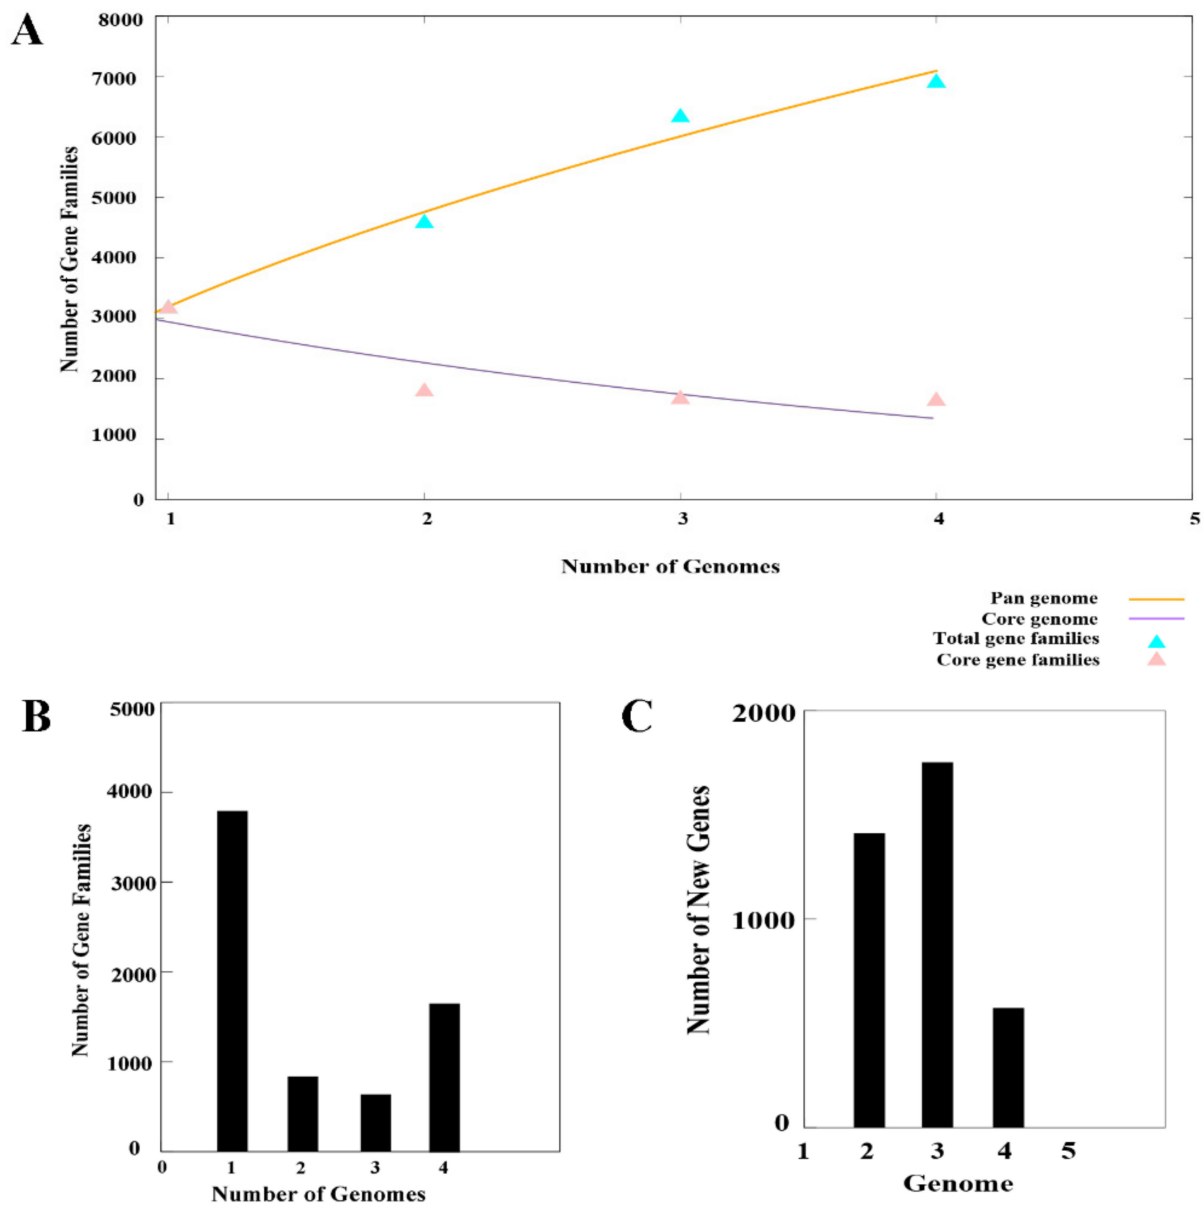 A
8000
7000
6000
5000
4000
3000
2000
1000
0
Number of Gene Families
1 2 3 4 5
Number of Genomes
Pan genome
Core genome
Total gene families
Core gene families
B
5000
4000
3000
2000
1000
0
Number of Gene Families
0 1 2 3 4
Number of Genomes
C
2000
1000
0
Number of New Genes
1 2 3 4 5
Genome